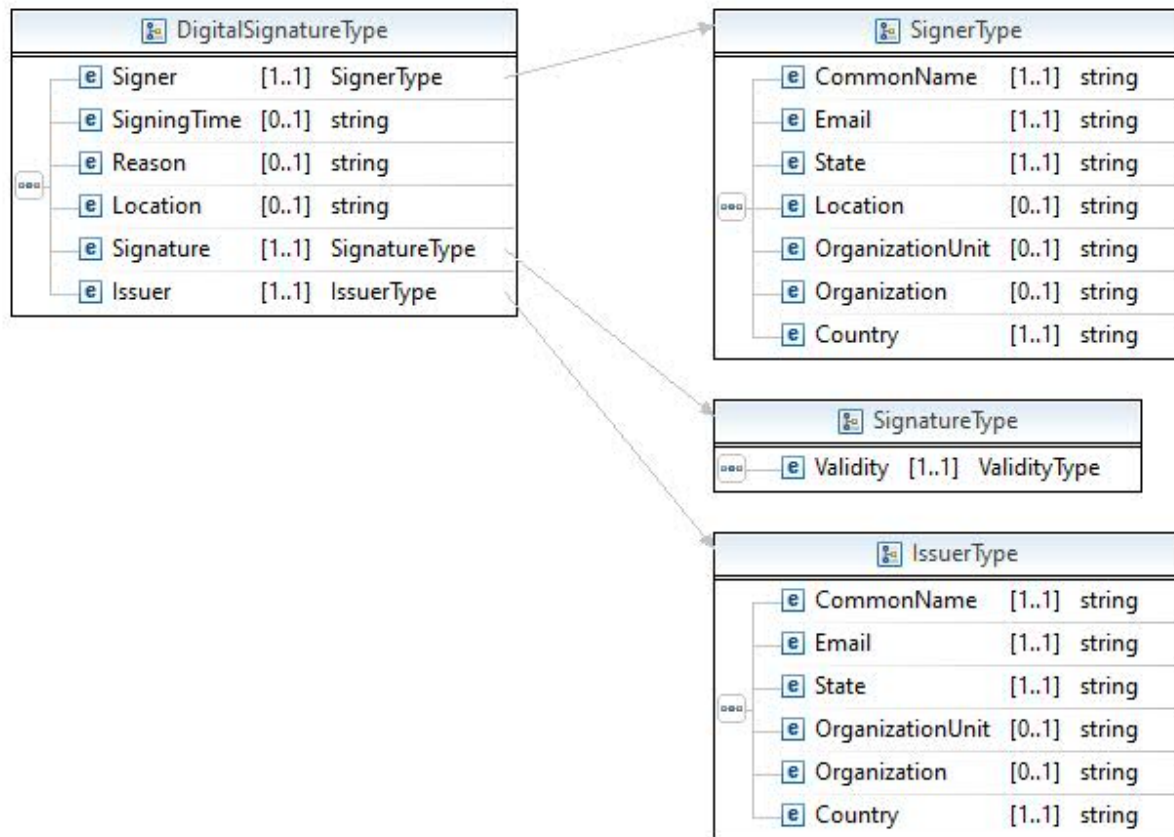 DigitalSignatureType
e Signer [1..1] SignerType
e SigningTime [0..1] string
e Reason [0..1] string
e Location [0..1] string
e Signature [1..1] SignatureType
e Issuer [1..1] IssuerType
SignerType
e CommonName [1..1] string
e Email [1..1] string
e State [1..1] string
e Location [0..1] string
e OrganizationUnit [0..1] string
e Organization [0..1] string
e Country [1..1] string
SignatureType
e Validity [1..1] ValidityType
IssuerType
e CommonName [1..1] string
e Email [1..1] string
e State [1..1] string
e OrganizationUnit [0..1] string
e Organization [0..1] string
e Country [1..1] string